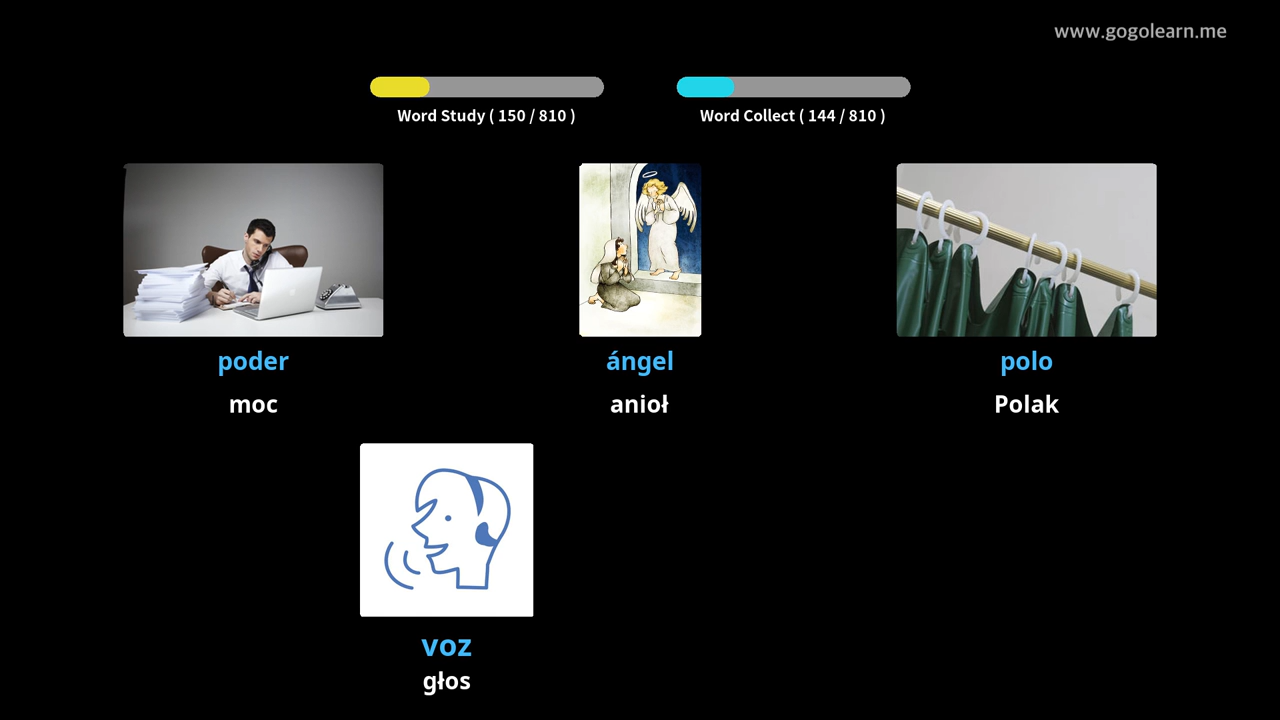 www.gogolearn.me
Word Study ( 150 / 810 )
Word Collect ( 144 / 810 )
poder
ángel
polo
moc
anioł
Polak
voz
głos